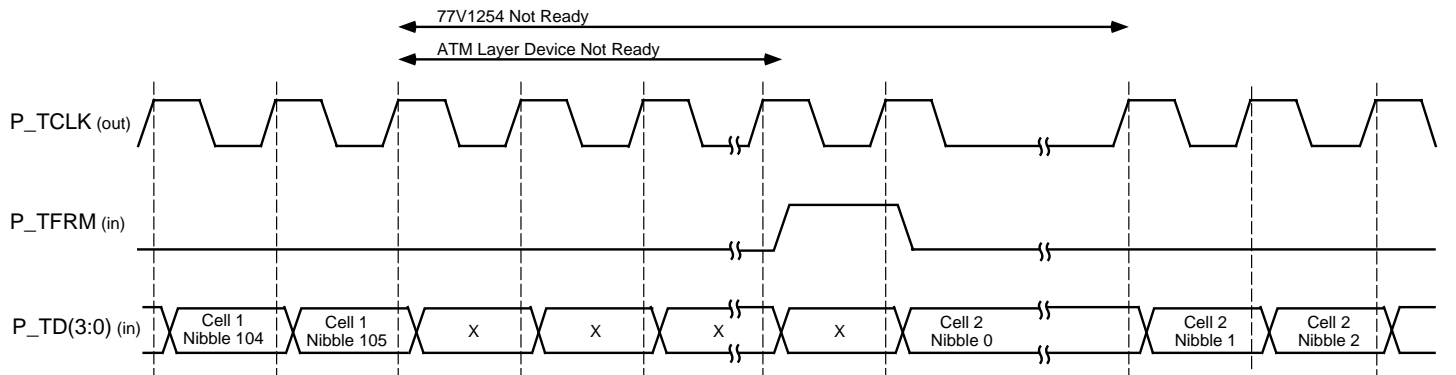 77V1254 Not Ready
ATM Layer Device Not Ready
P_TCLK (out)
P_TFRM (in)
P_TD(3:0) (in)
Cell 1
Nibble 104
Cell 1
Nibble 105
X
X
X
X
Cell 2
Nibble 0
Cell 2
Nibble 1
Cell 2
Nibble 2